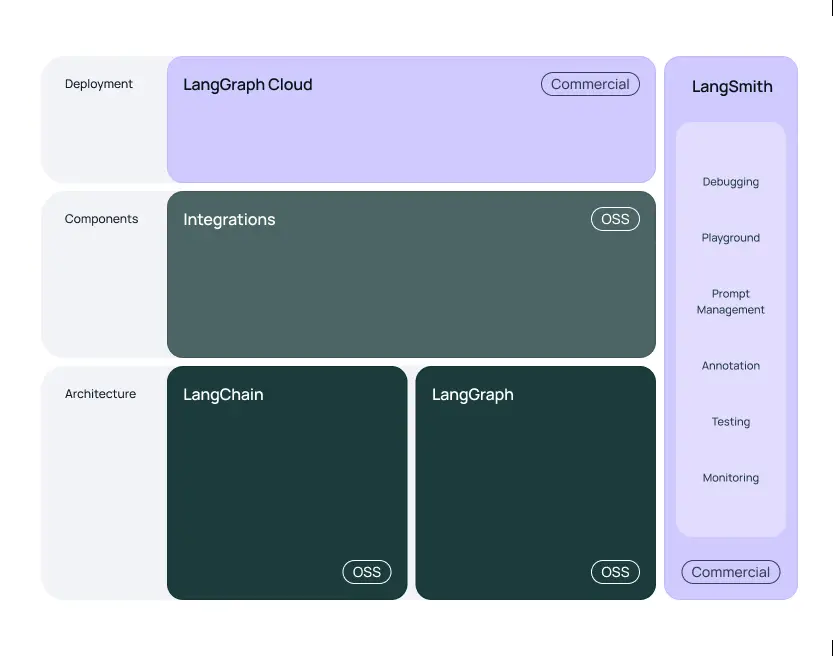 Deployment
LangGraph Cloud
Commercial
Components
Integrations
OSS
Architecture
LangChain
OSS
LangGraph
OSS
LangSmith
Debugging
Playground
Prompt
Management
Annotation
Testing
Monitoring
Commercial